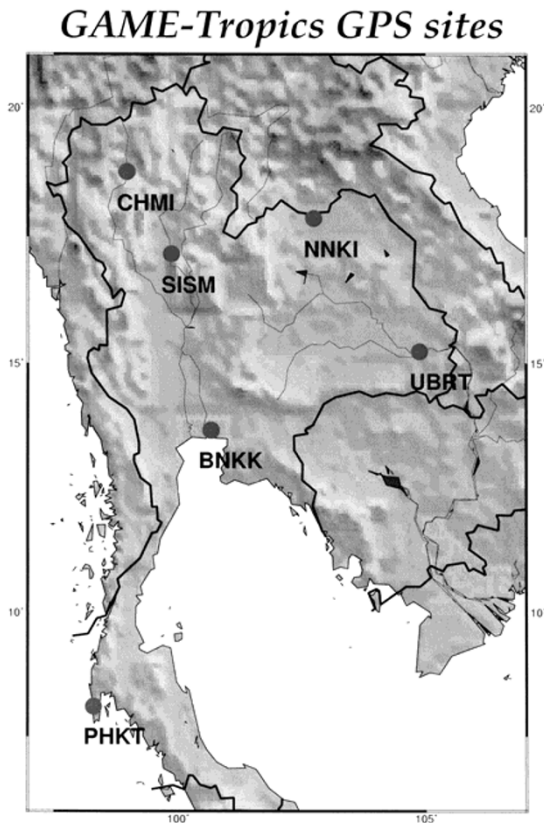 GAME-Tropics GPS sites
20'
20'
CHMI
NNKI
SISM
15'
15'
UBRT
BNKK
10'
10'
PHKT
100'
105'